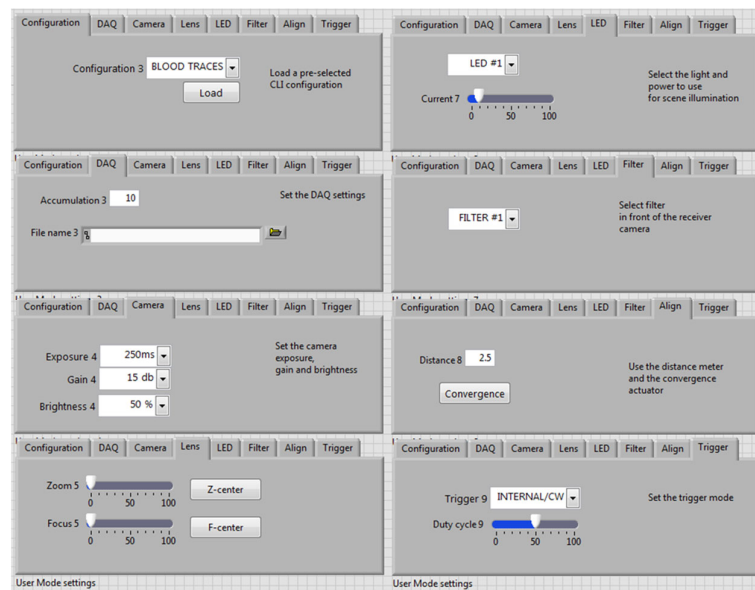 Configuration DAQ Camera Lens LED Filter Align Trigger
Configuration 3 BLOOD TRACES
Load
Load a pre-selected
CLI configuration
Configuration DAQ Camera Lens LED Filter Align Trigger
Accumulation 3 10
Set the DAQ settings
File name 3
Configuration DAQ Camera Lens LED Filter Align Trigger
Exposure 4 250ms
Gain 4 15 db
Brightness 4 50 %
Set the camera
exposure,
gain and brightness
Configuration DAQ Camera Lens LED Filter Align Trigger
Zoom 5
0 50 100
Z-center
Focus 5
0 50 100
F-center
User Mode settings
Configuration DAQ Camera Lens LED Filter Align Trigger
LED #1
Current 7
0 50 100
Select the light and
power to use
for scene illumination
Configuration DAQ Camera Lens LED Filter Align Trigger
FILTER #1
Select filter
in front of the receiver
camera
Configuration DAQ Camera Lens LED Filter Align Trigger
Distance 8 2.5
Convergence
Use the distance meter
and the convergence
actuator
Configuration DAQ Camera Lens LED Filter Align Trigger
Trigger 9 INTERNAL/CW
Set the trigger mode
Duty cycle 9
0 50 100
User Mode settings